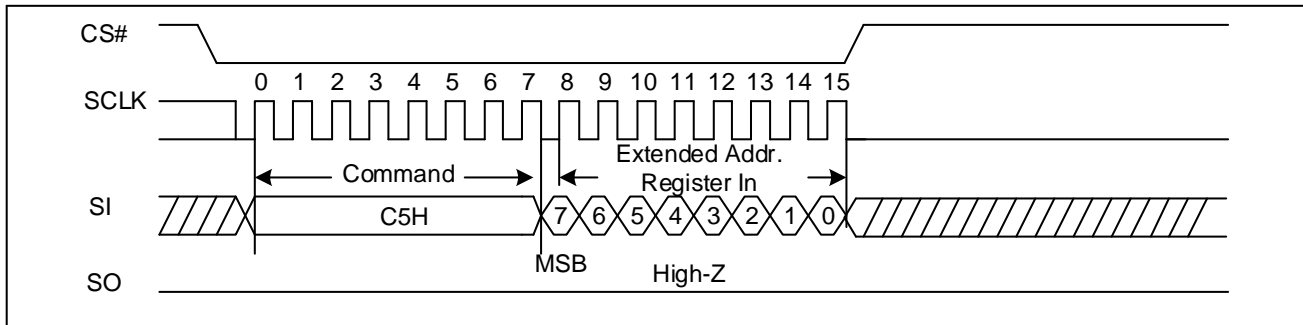 CS#
0 1 2 3 4 5 6 7 8 9 10 11 12 13 14 15
SCLK
Command
Extended Addr.
Register In
SI
C5H
7 6 5 4 3 2 1 0
MSB
High-Z
SO